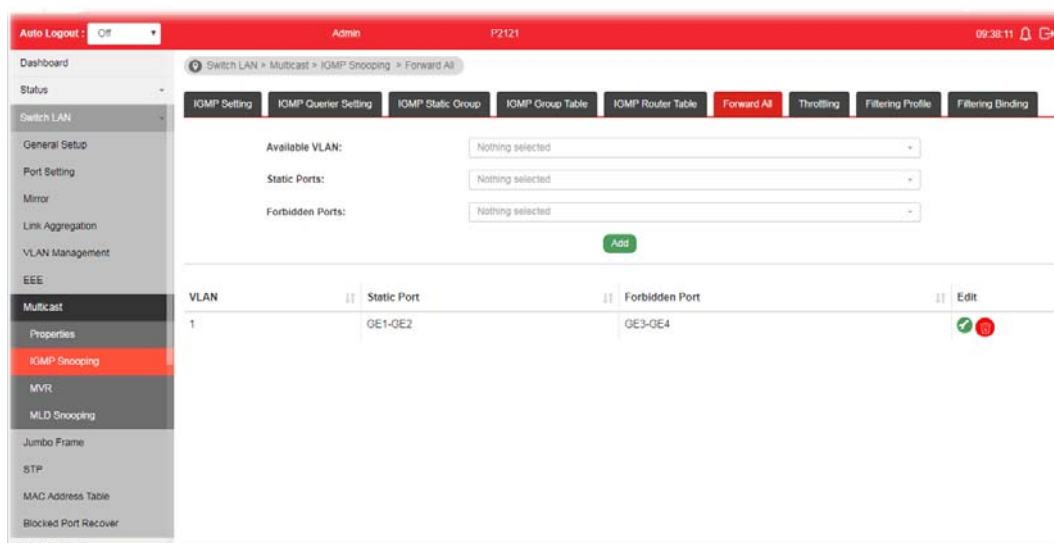 Auto Logout : Off
Admin
P2121
09:38:11
Dashboard
Status
Switch LAN
General Setup
Port Setting
Mirror
Link Aggregation
VLAN Management
EEE
Multicast
Properties
IGMP Snooping
MVR
MLD Snooping
Jumbo Frame
STP
MAC Address Table
Blocked Port Recover
Switch LAN > Multicast > IGMP Snooping > Forward All
IGMP Setting
IGMP Querier Setting
IGMP Static Group
IGMP Group Table
IGMP Router Table
Forward All
Throttling
Filtering Profile
Filtering Binding
Available VLAN: Nothing selected
Static Ports: Nothing selected
Forbidden Ports: Nothing selected
Add
VLAN Static Port Forbidden Port Edit
1 GE1-GE2 GE3-GE4